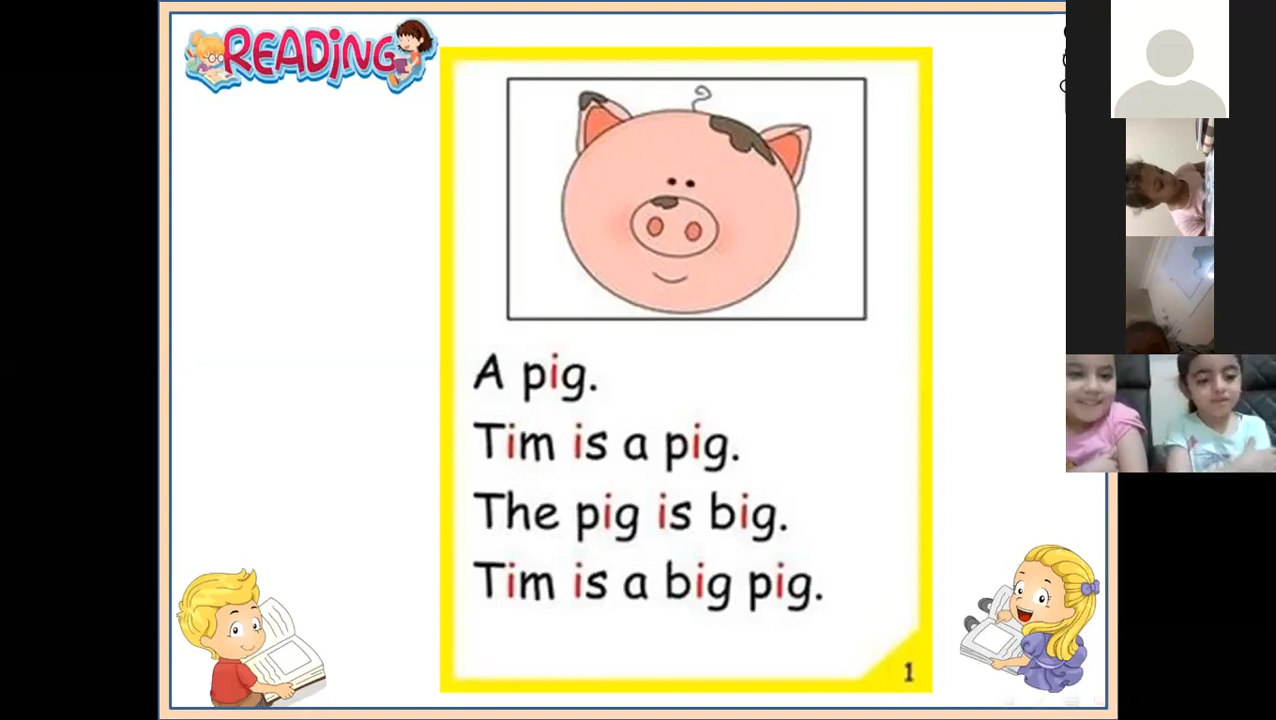 READING
A pig.
Tim is a pig.
The pig is big.
Tim is a big pig.
1